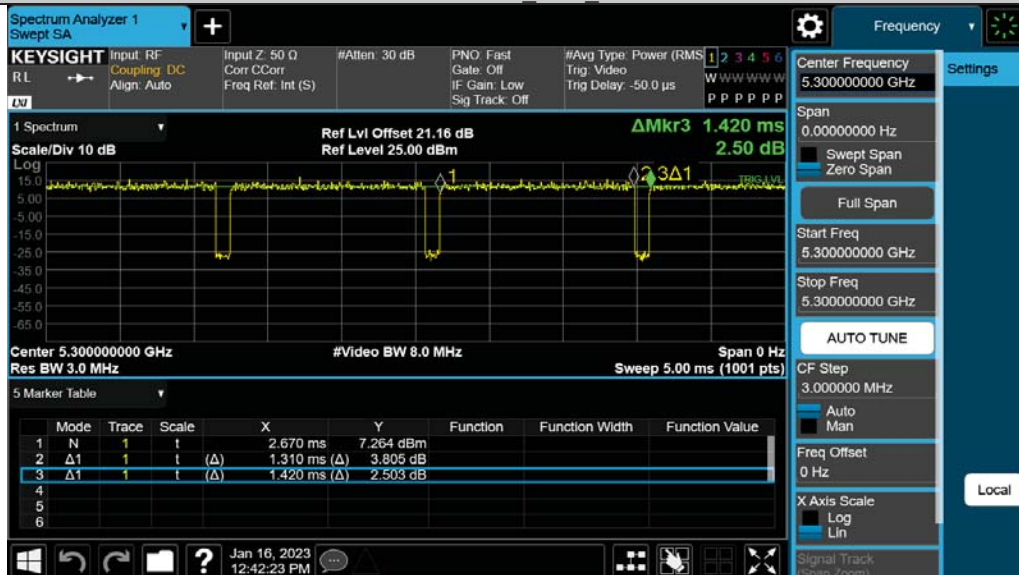 Spectrum Analyzer 1
Swept SA
Frequency
KEYSIGHT
RL
LXI
Input: RF
Coupling: DC
Align: Auto
Input Z: 50 Ω
Corr CCorr
Freq Ref: Int (S)
#Atten: 30 dB
PNO: Fast
Gate: Off
IF Gain: Low
Sig Track: Off
#Avg Type: Power (RMS
Trig: Video
Trig Delay: -50.0 µs
1 2 3 4 5 6
W W W W W W
P P P P P P
1 Spectrum
Scale/Div 10 dB
Ref Lvl Offset 21.16 dB
Ref Level 25.00 dBm
ΔMkr3 1.420 ms
2.50 dB
Log
15.0
5.00
-5.00
-15.0
-25.0
-35.0
-45.0
-55.0
-65.0
1
2 3Δ1
TRIG LVL
Center 5.300000000 GHz
Res BW 3.0 MHz
#Video BW 8.0 MHz
Span 0 Hz
Sweep 5.00 ms (1001 pts)
5 Marker Table
Mode Trace Scale X Y Function Function Width Function Value
1 N 1 t 2.670 ms 7.264 dBm
2 Δ1 1 t (Δ) 1.310 ms (Δ) 3.805 dB
3 Δ1 1 t (Δ) 1.420 ms (Δ) 2.503 dB
4
5
6
?
Jan 16, 2023
12:42:23 PM
Center Frequency
5.300000000 GHz
Span
0.00000000 Hz
Swept Span
Zero Span
Full Span
Start Freq
5.300000000 GHz
Stop Freq
5.300000000 GHz
AUTO TUNE
CF Step
3.000000 MHz
Auto
Man
Freq Offset
0 Hz
X Axis Scale
Log
Lin
Signal Track
(Span Zoom)
Settings
Local